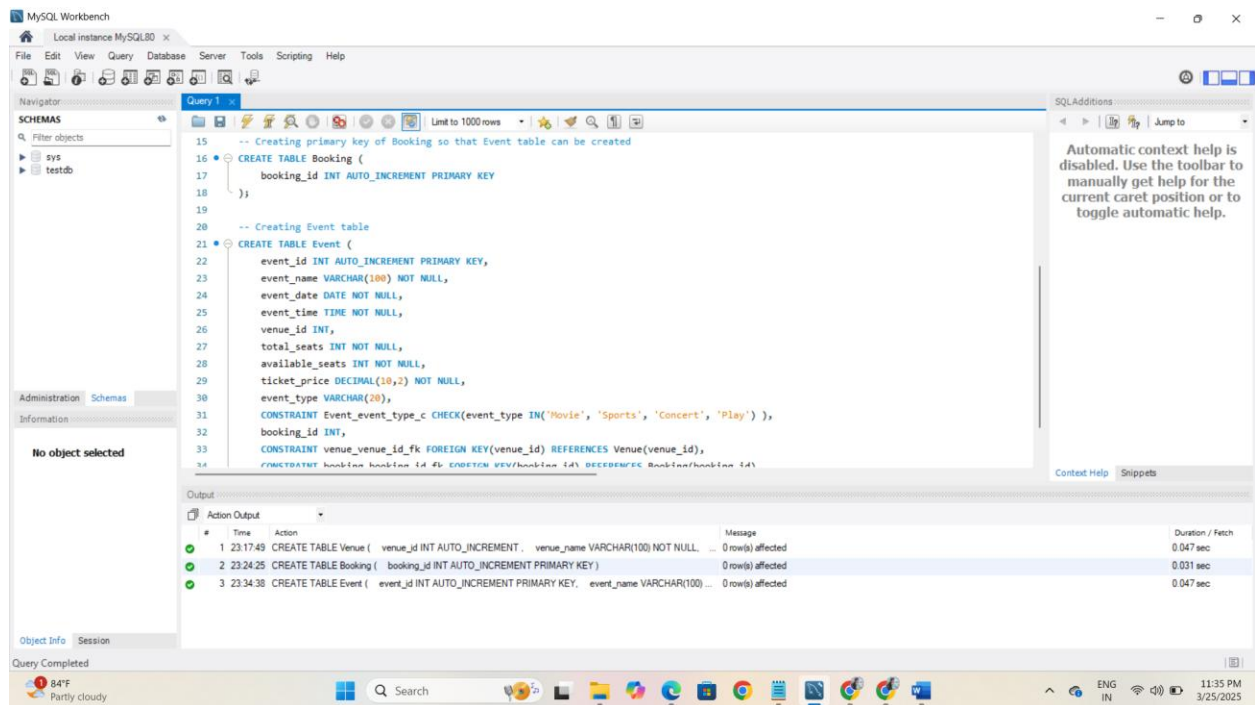 MySQL Workbench
Local instance MySQL80
File Edit View Query Database Server Tools Scripting Help
Navigator
SCHEMAS
Filter objects
sys
testdb
Administration Schemas
Information
No object selected
Object Info Session
Query 1
Limit to 1000 rows
15 -- Creating primary key of Booking so that Event table can be created
16 CREATE TABLE Booking (
17 booking_id INT AUTO_INCREMENT PRIMARY KEY
18 );
19
20 -- Creating Event table
21 CREATE TABLE Event (
22 event_id INT AUTO_INCREMENT PRIMARY KEY,
23 event_name VARCHAR(100) NOT NULL,
24 event_date DATE NOT NULL,
25 event_time TIME NOT NULL,
26 venue_id INT,
27 total_seats INT NOT NULL,
28 available_seats INT NOT NULL,
29 ticket_price DECIMAL(10,2) NOT NULL,
30 event_type VARCHAR(20),
31 CONSTRAINT Event_event_type_c CHECK(event_type IN('Movie', 'Sports', 'Concert', 'Play') ),
32 booking_id INT,
33 CONSTRAINT venue_venue_id_fk FOREIGN KEY(venue_id) REFERENCES Venue(venue_id),
34 CONSTRAINT booking_booking_id_fk FOREIGN KEY(booking_id) REFERENCES Booking(booking_id)
SQLAdditions
Jump to
Automatic context help is
disabled. Use the toolbar to
manually get help for the
current caret position or to
toggle automatic help.
Context Help Snippets
Output
Action Output
# Time Action Message Duration / Fetch
1 23:17:49 CREATE TABLE Venue ( venue_id INT AUTO_INCREMENT , venue_name VARCHAR(100) NOT NULL, ... 0 row(s) affected 0.047 sec
2 23:24:25 CREATE TABLE Booking ( booking_id INT AUTO_INCREMENT PRIMARY KEY ) 0 row(s) affected 0.031 sec
3 23:34:38 CREATE TABLE Event ( event_id INT AUTO_INCREMENT PRIMARY KEY, event_name VARCHAR(100) ... 0 row(s) affected 0.047 sec
Query Completed
1
84°F
Partly cloudy
Search
ENG
IN
11:35 PM
3/25/2025